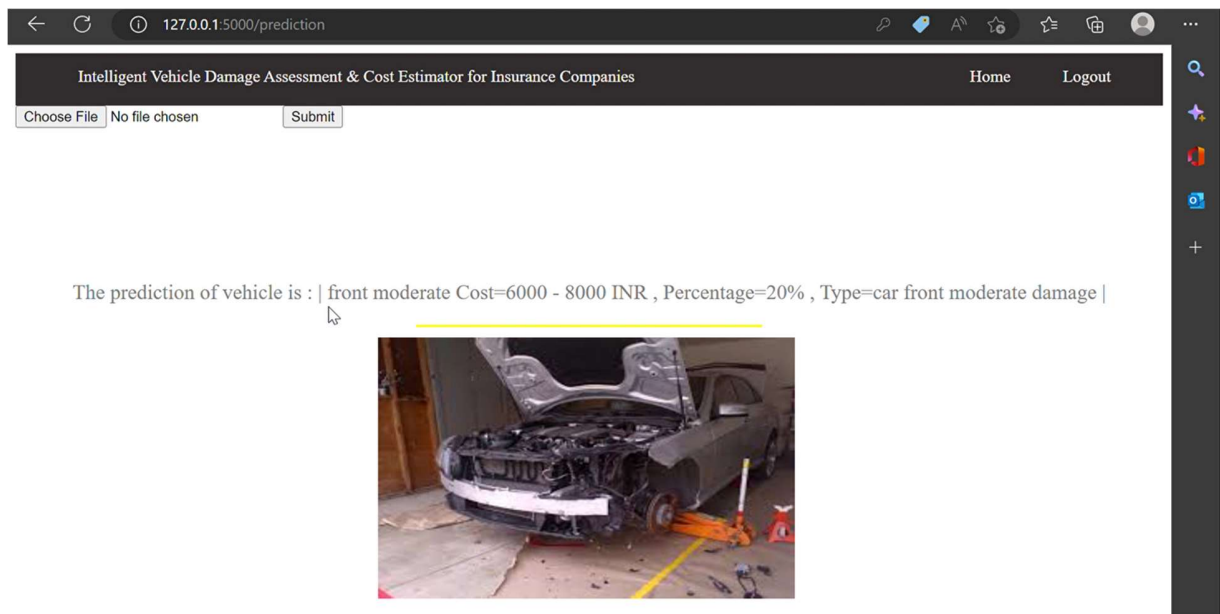 127.0.0.1:5000/prediction
Intelligent Vehicle Damage Assessment & Cost Estimator for Insurance Companies Home Logout
Choose File No file chosen Submit
The prediction of vehicle is : | front moderate Cost=6000 - 8000 INR , Percentage=20% , Type=car front moderate damage |